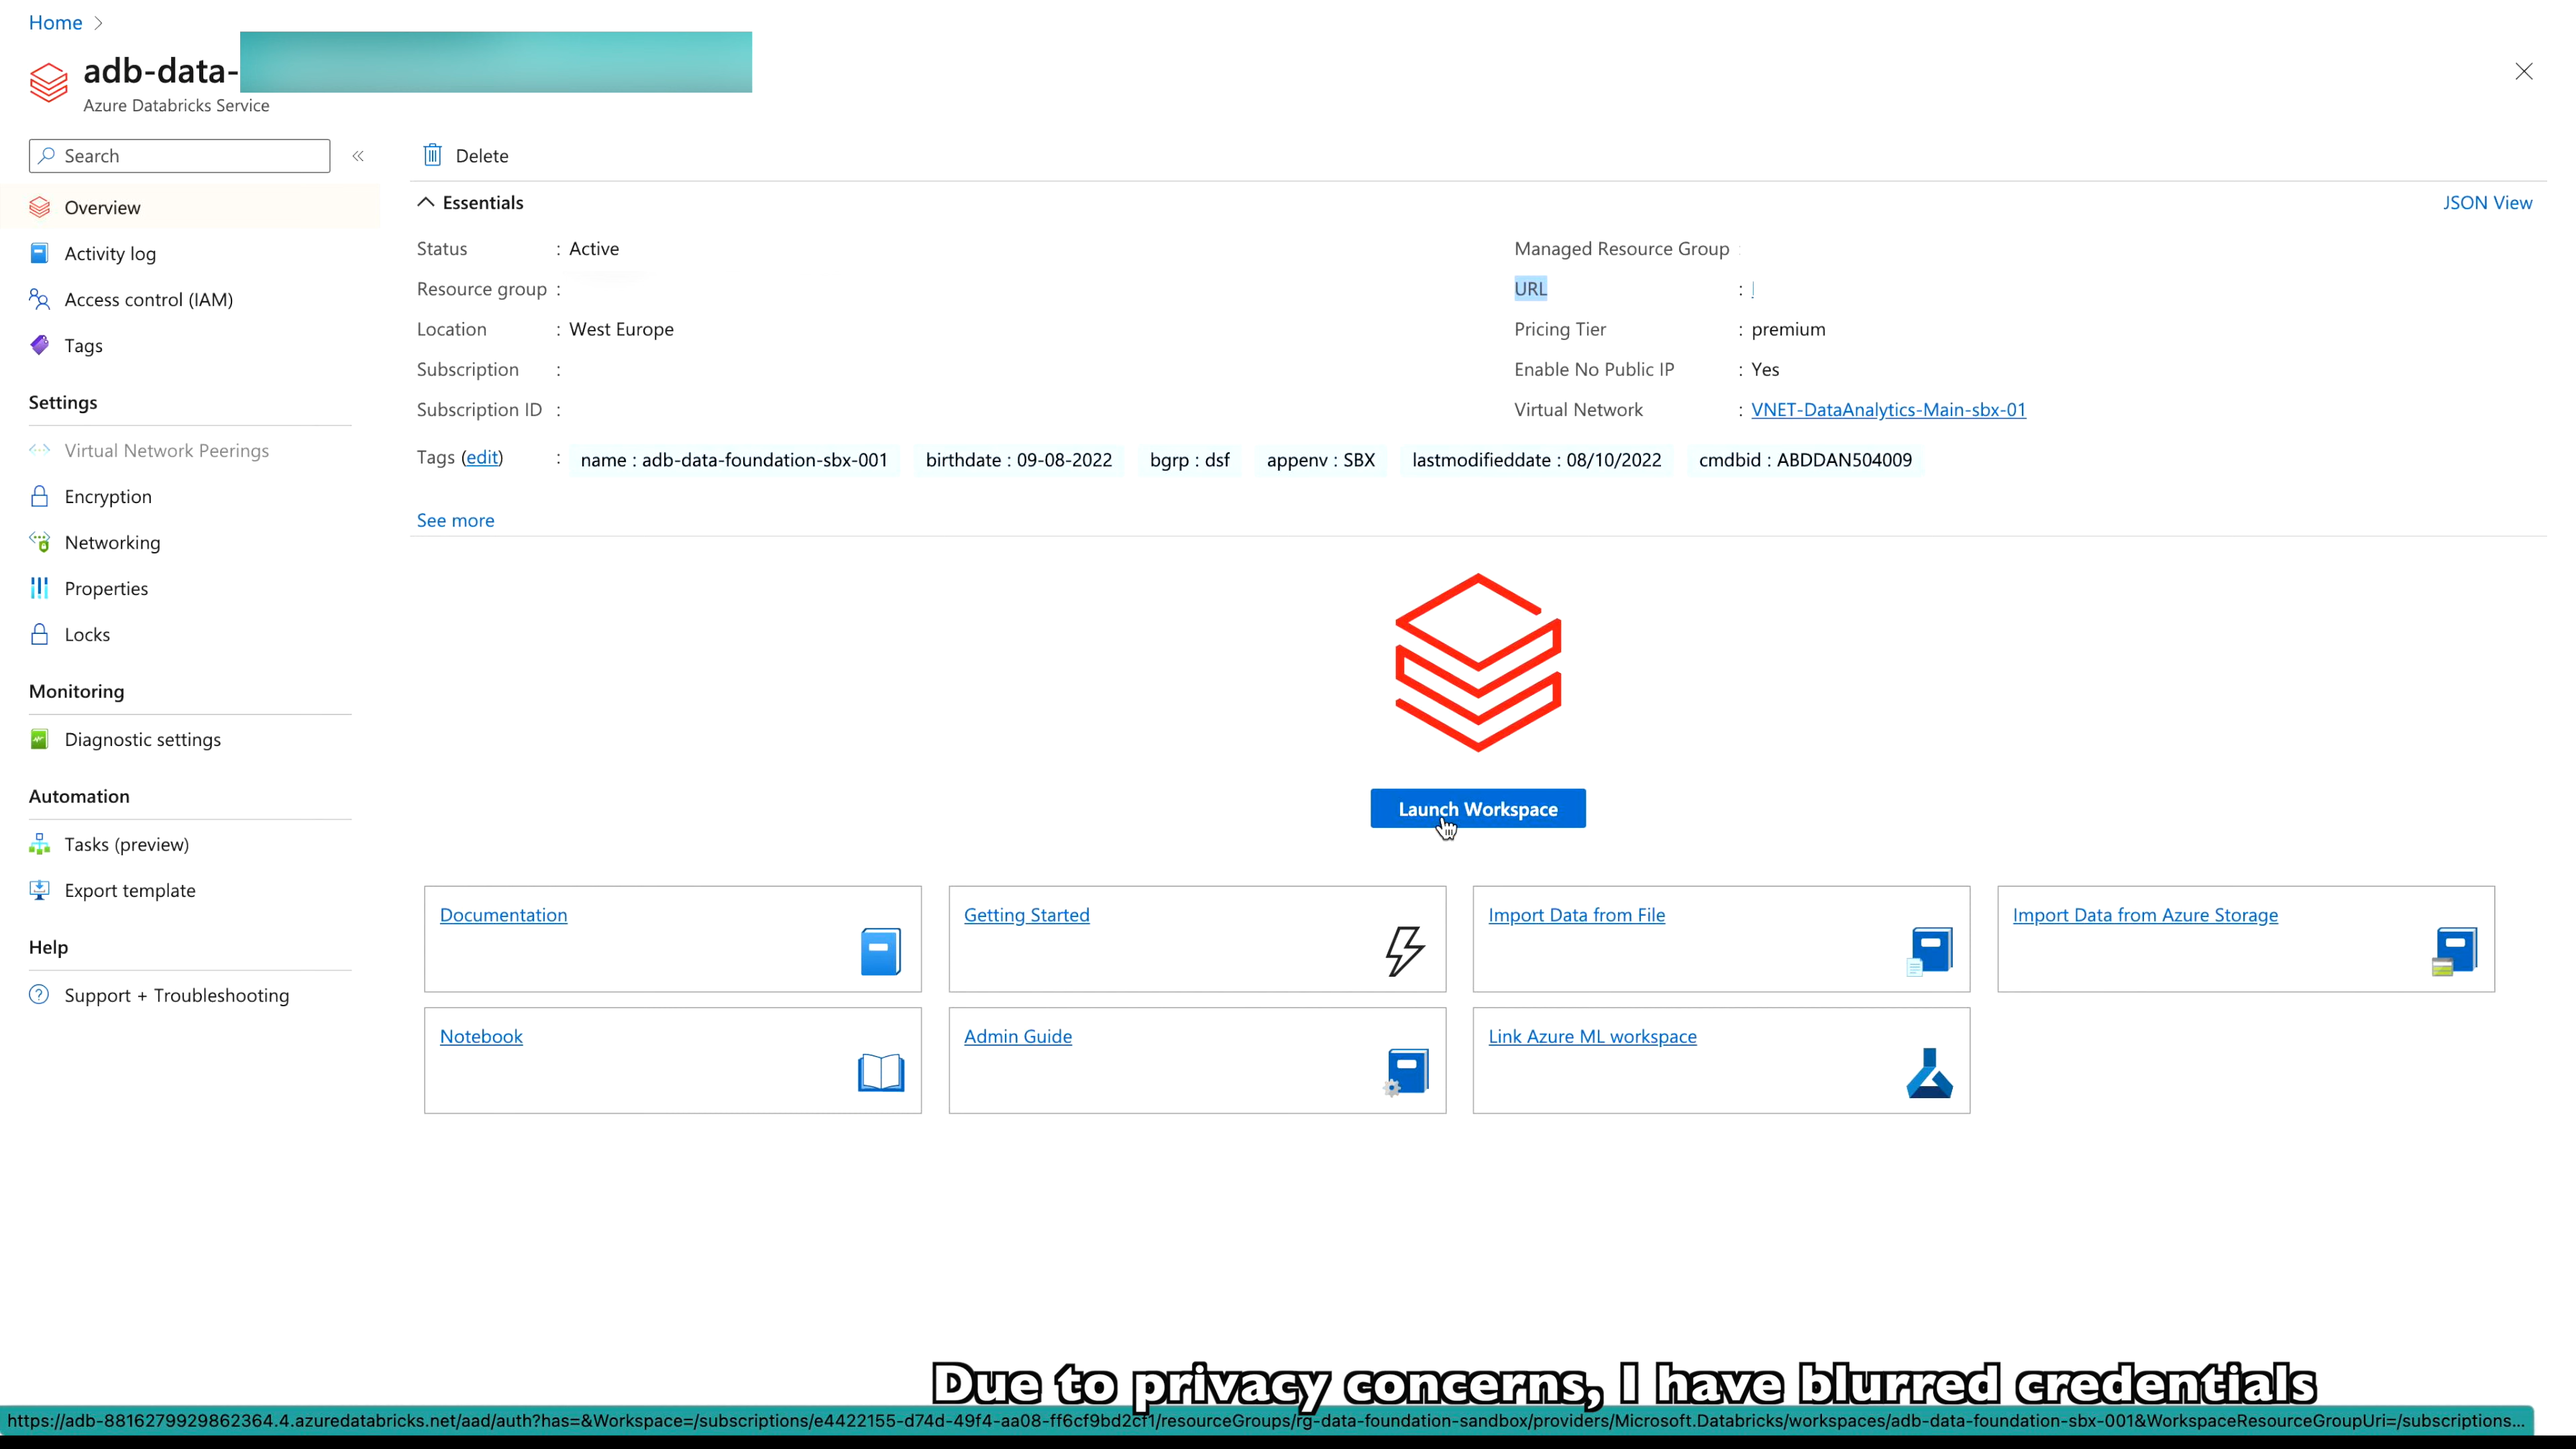 Home
adb-data-
Azure Databricks Service
Search
Delete
Overview
Activity log
Access control (IAM)
Tags
Settings
Virtual Network Peerings
Encryption
Networking
Properties
Locks
Monitoring
Diagnostic settings
Automation
Tasks (preview)
Export template
Help
Support + Troubleshooting
Essentials
JSON View
Status : Active
Resource group :
Location : West Europe
Subscription :
Subscription ID :
Managed Resource Group
URL :
Pricing Tier : premium
Enable No Public IP : Yes
Virtual Network : VNET-DataAnalytics-Main-sbx-01
Tags (edit) : name : adb-data-foundation-sbx-001 birthdate : 09-08-2022 bgrp : dsf appenv : SBX lastmodifieddate : 08/10/2022 cmdbid : ABDDAN504009
See more
Launch Workspace
Documentation
Getting Started
Import Data from File
Import Data from Azure Storage
Notebook
Admin Guide
Link Azure ML workspace
Due to privacy concerns, I have blurred credentials
https://adb-8816279929862364.4.azuredatabricks.net/aad/auth?has=&Workspace=/subscriptions/e4422155-d74d-49f4-aa08-ff6cf9bd2cf1/resourceGroups/rg-data-foundation-sandbox/providers/Microsoft.Databricks/workspaces/adb-data-foundation-sbx-001&WorkspaceResourceGroupUri=/subscriptions...